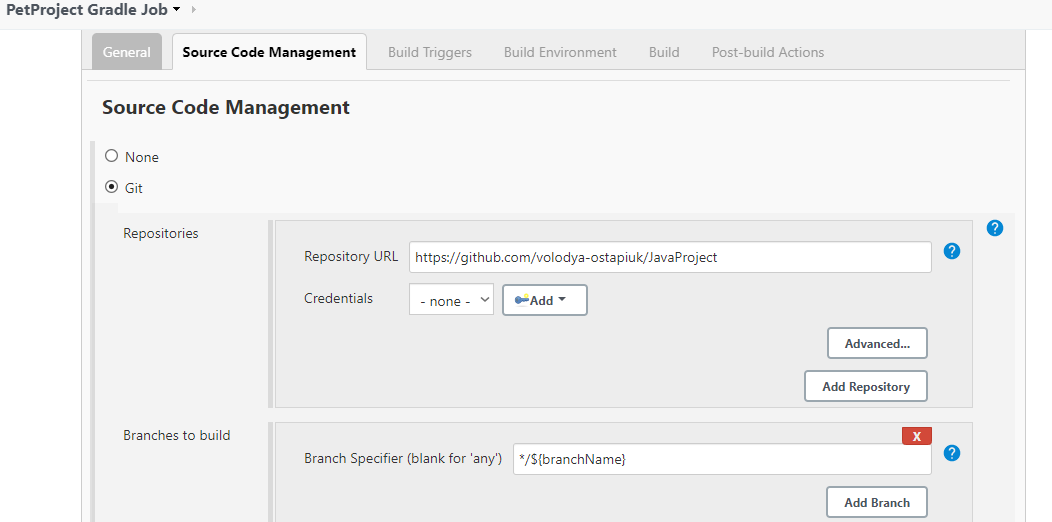 PetProject Gradle Job
General Source Code Management Build Triggers Build Environment Build Post-build Actions
Source Code Management
None
Git
Repositories
?
Repository URL https://github.com/volodya-ostapiuk/JavaProject ?
Credentials - none - Add
Advanced...
Add Repository
Branches to build
X
Branch Specifier (blank for 'any') */${branchName} ?
Add Branch